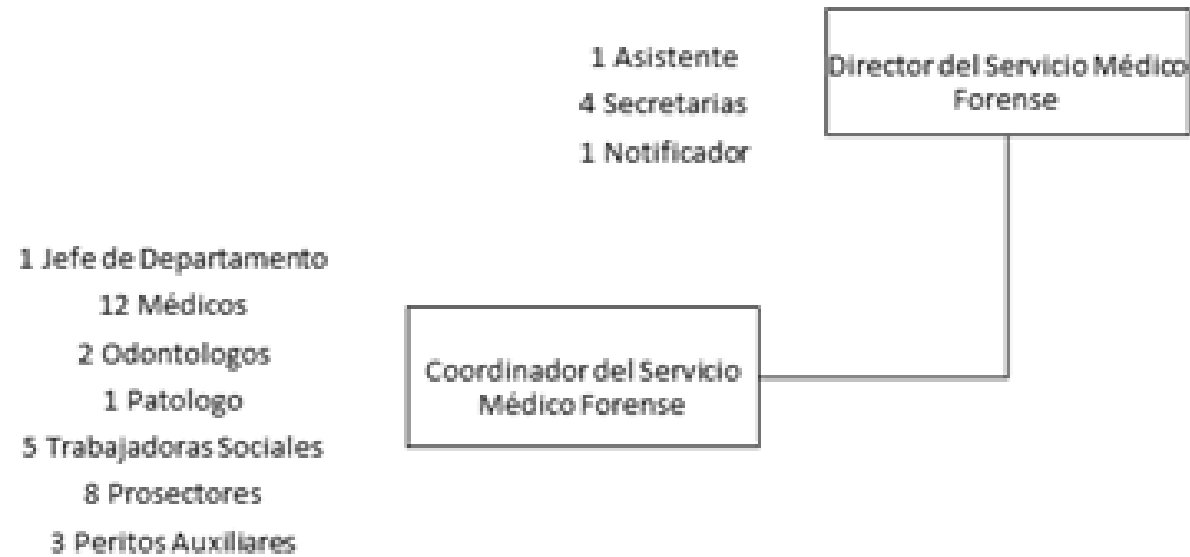 1 Asistente
4 Secretarias
1 Notificador
Director del Servicio Médico
Forense
1 Jefe de Departamento
12 Médicos
2 Odontologos
1 Patologo
5 Trabajadoras Sociales
8 Prosectores
3 Peritos Auxiliares
Coordinador del Servicio
Médico Forense